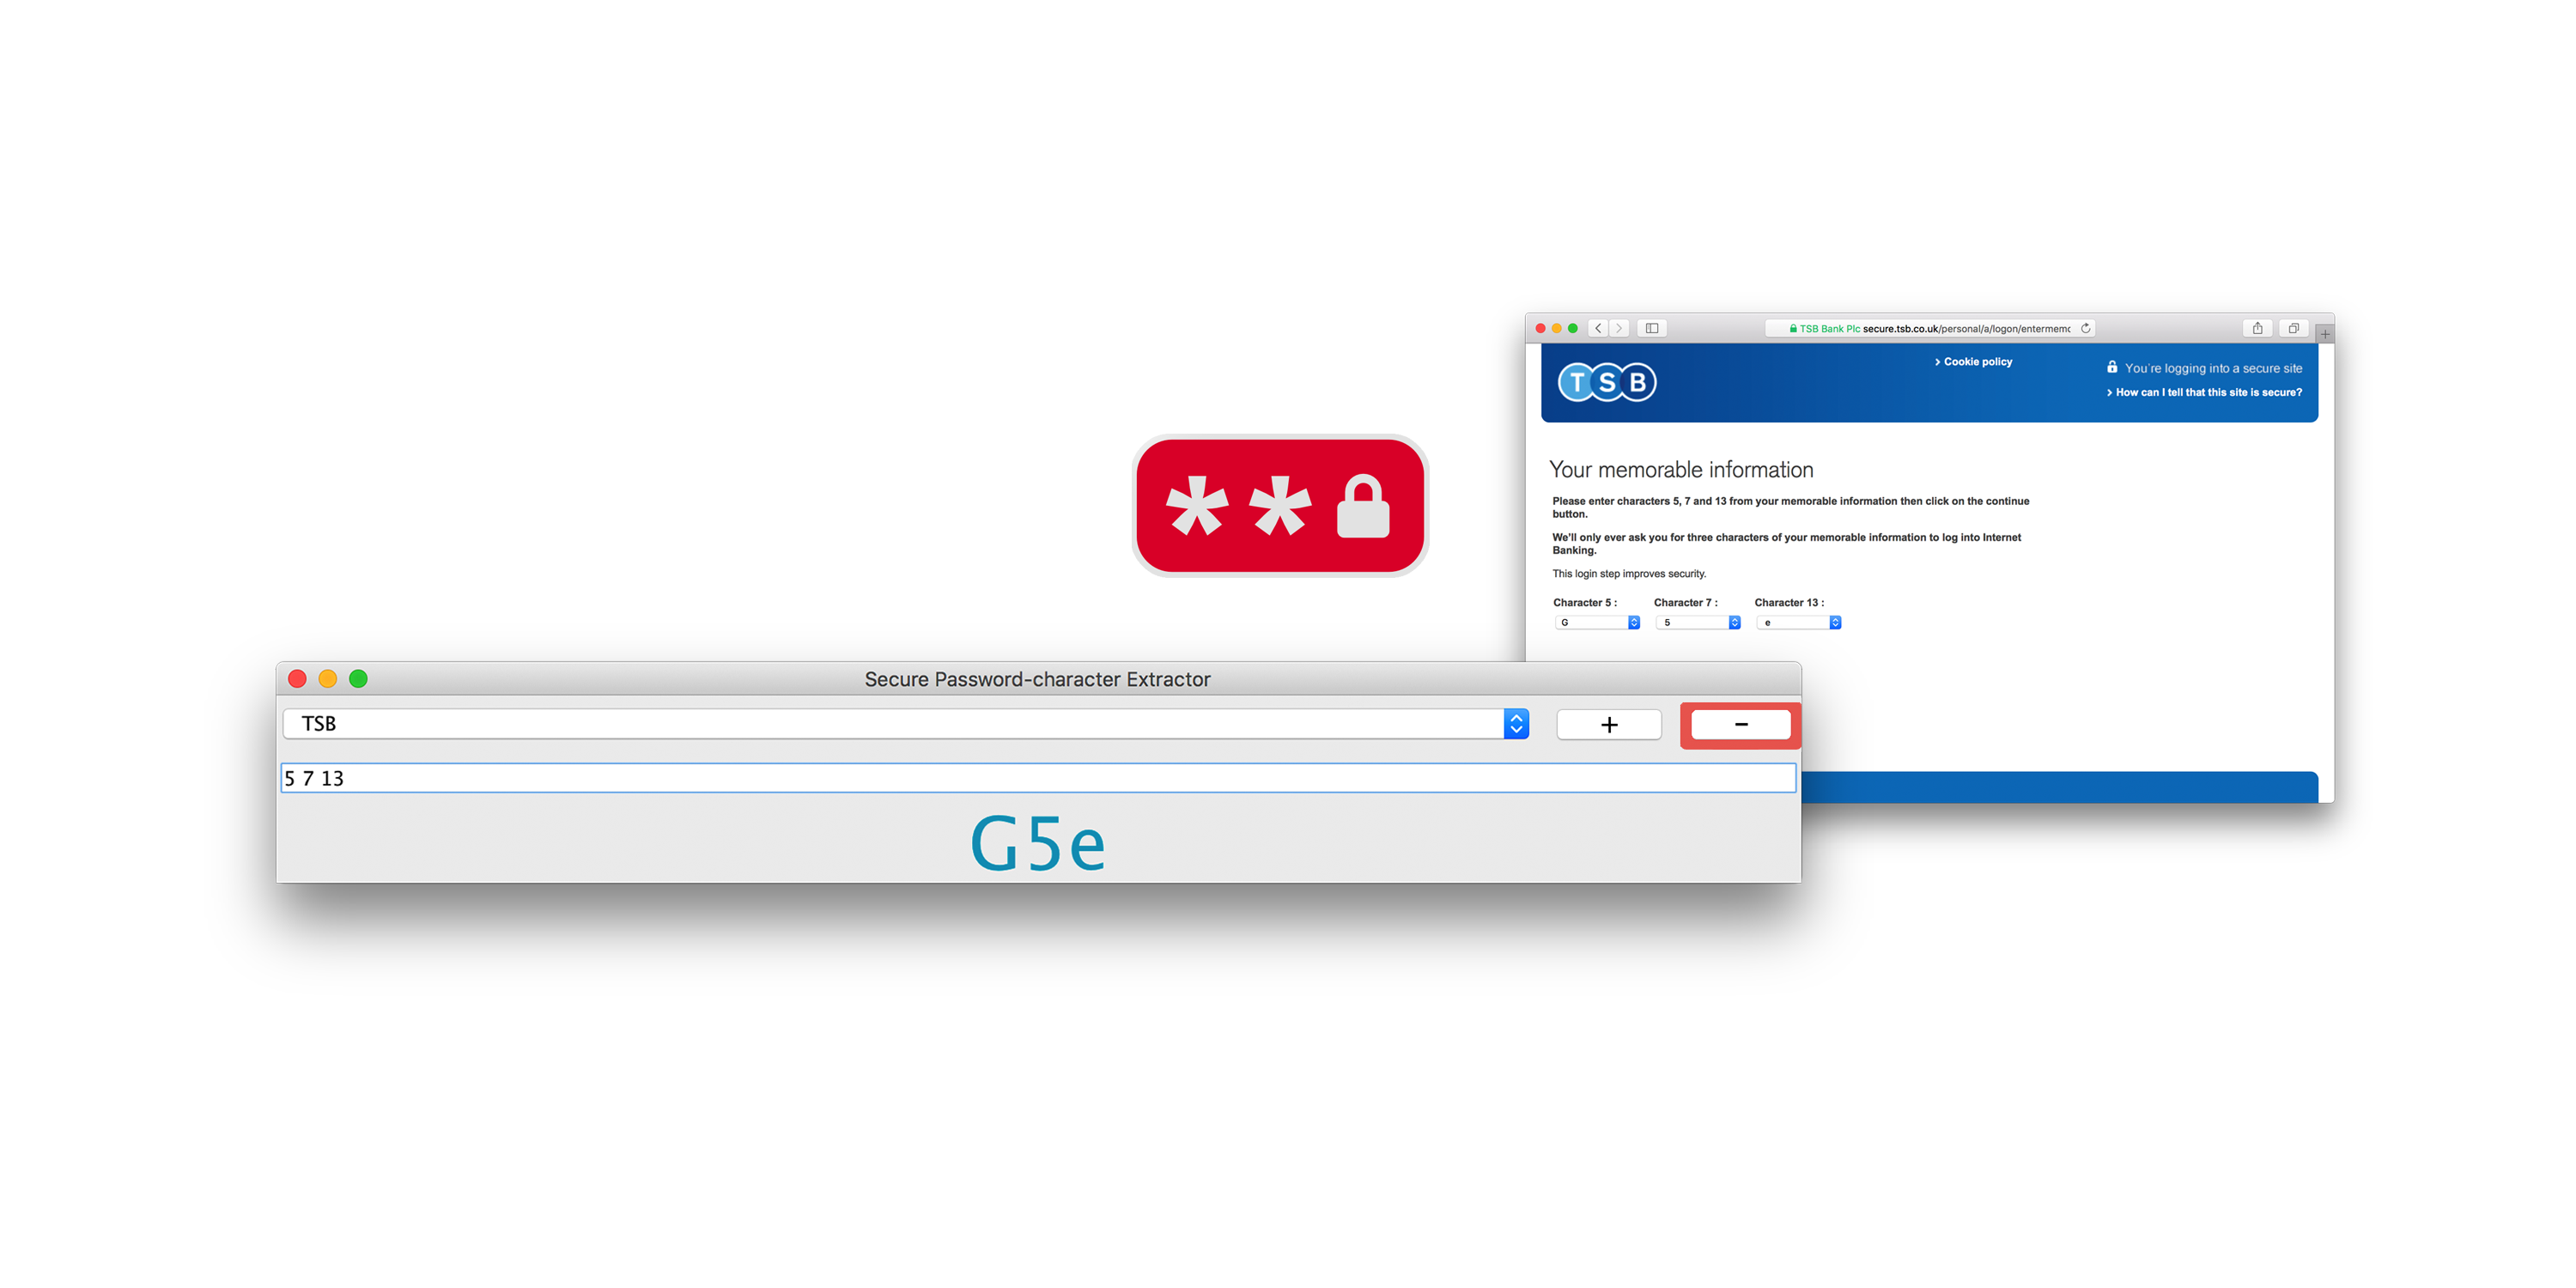 TSB Bank Plc secure.tsb.co.uk/personal/a/logon/entermemo
TSB
Cookie policy
You're logging into a secure site
How can I tell that this site is secure?
Your memorable information
Please enter characters 5, 7 and 13 from your memorable information then click on the continue
button.
We'll only ever ask you for three characters of your memorable information to log into Internet
Banking.
This login step improves security.
Character 5 : Character 7 : Character 13 :
G 5 e
**
Secure Password-character Extractor
TSB + −
5 7 13
G5e